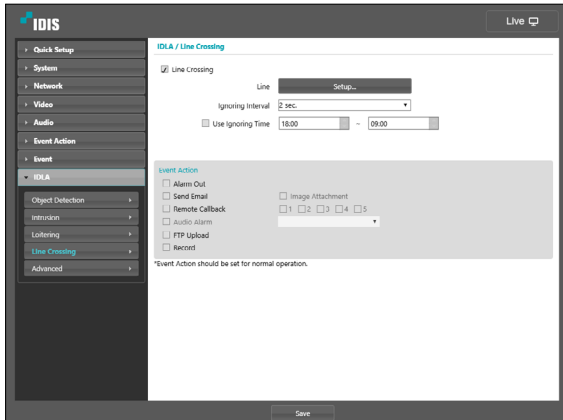 IDIS
Live
Quick Setup
System
Network
Video
Audio
Event Action
Event
IDLA
Object Detection
Intrusion
Loitering
Line Crossing
Advanced
IDLA / Line Crossing
Line Crossing
Line Setup...
Ignoring Interval 2 sec.
Use Ignoring Time 18:00 ~ 09:00
Event Action
Alarm Out
Send Email Image Attachment
Remote Callback 1 2 3 4 5
Audio Alarm
FTP Upload
Record
*Event Action should be set for normal operation.
Save